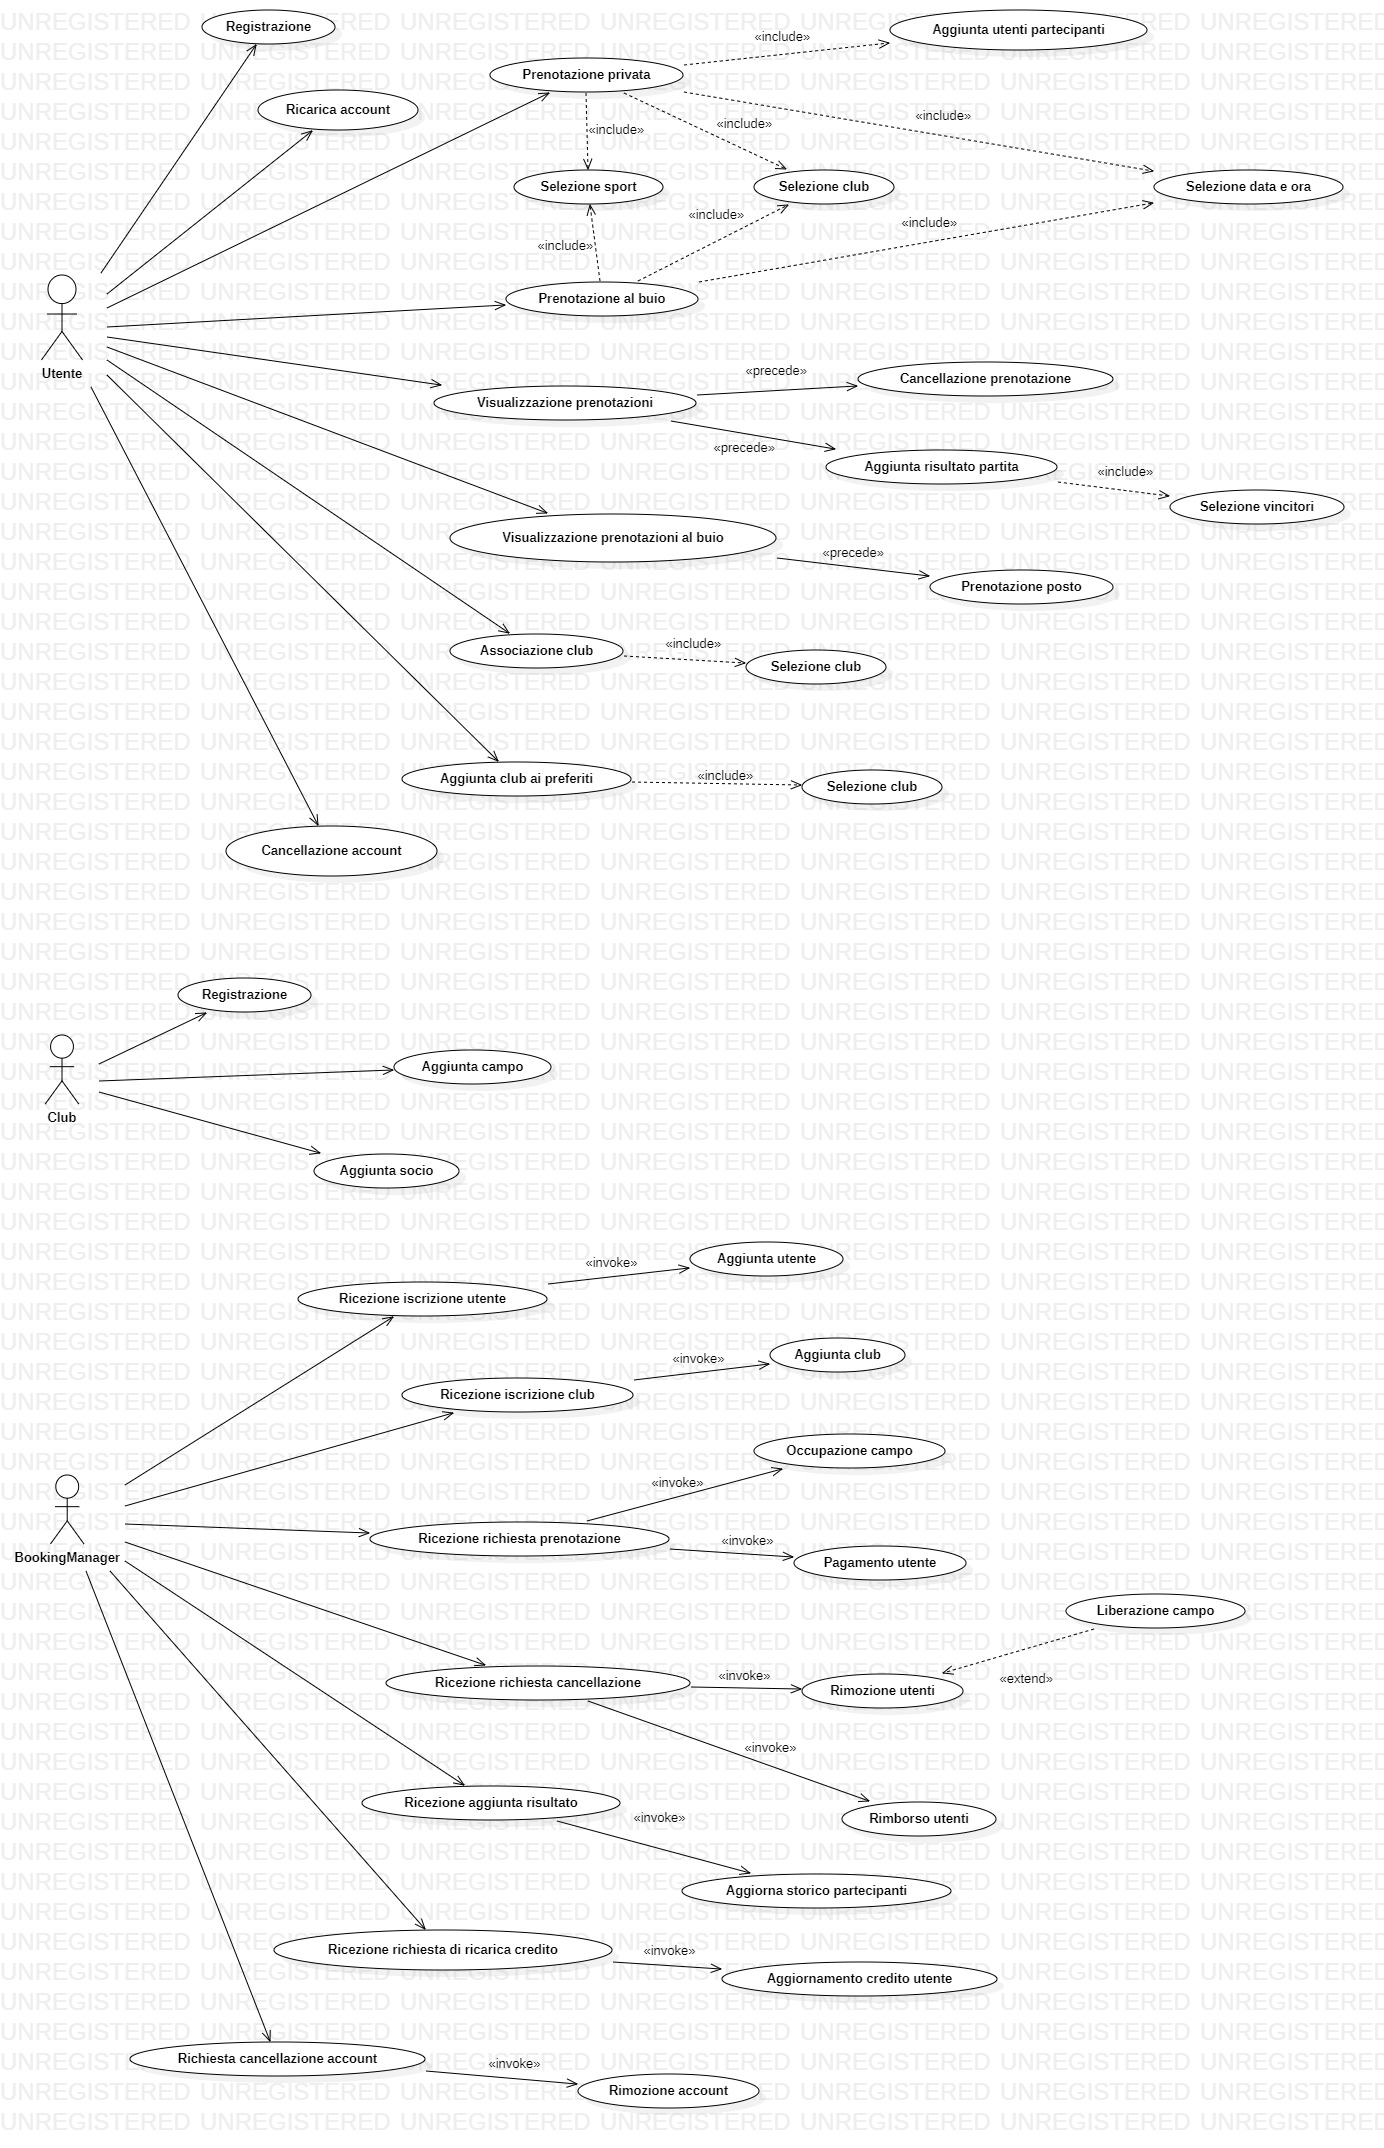 Registrazione
Aggiunta utenti partecipanti
«include»
Prenotazione privata
Ricarica account
«include»
«include»
«include»
Selezione sport
Selezione club
Selezione data e ora
«include»
«include»
«include»
Prenotazione al buio
Utente
«precede»
Cancellazione prenotazione
Visualizzazione prenotazioni
«precede»
Aggiunta risultato partita
«include»
Selezione vincitori
Visualizzazione prenotazioni al buio
«precede»
Prenotazione posto
Associazione club
«include»
Selezione club
Aggiunta club ai preferiti
«include»
Selezione club
Cancellazione account
Registrazione
Aggiunta campo
Club
Aggiunta socio
«invoke»
Aggiunta utente
Ricezione iscrizione utente
«invoke»
Aggiunta club
Ricezione iscrizione club
Occupazione campo
«invoke»
Ricezione richiesta prenotazione
«invoke»
Pagamento utente
BookingManager
Liberazione campo
«extend»
Ricezione richiesta cancellazione
«invoke»
Rimozione utenti
«invoke»
Ricezione aggiunta risultato
«invoke»
Rimborso utenti
Aggiorna storico partecipanti
Ricezione richiesta di ricarica credito
«invoke»
Aggiornamento credito utente
Richiesta cancellazione account
«invoke»
Rimozione account
UNREGISTERED